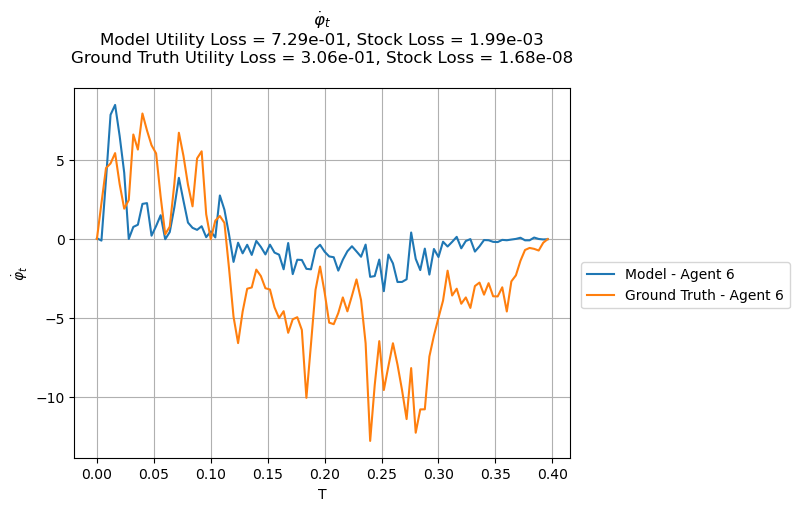 φ̇ₜ
Model Utility Loss = 7.29e-01, Stock Loss = 1.99e-03
Ground Truth Utility Loss = 3.06e-01, Stock Loss = 1.68e-08
φ̇ₜ
5
0
−5
−10
0.00 0.05 0.10 0.15 0.20 0.25 0.30 0.35 0.40
T
Model - Agent 6
Ground Truth - Agent 6